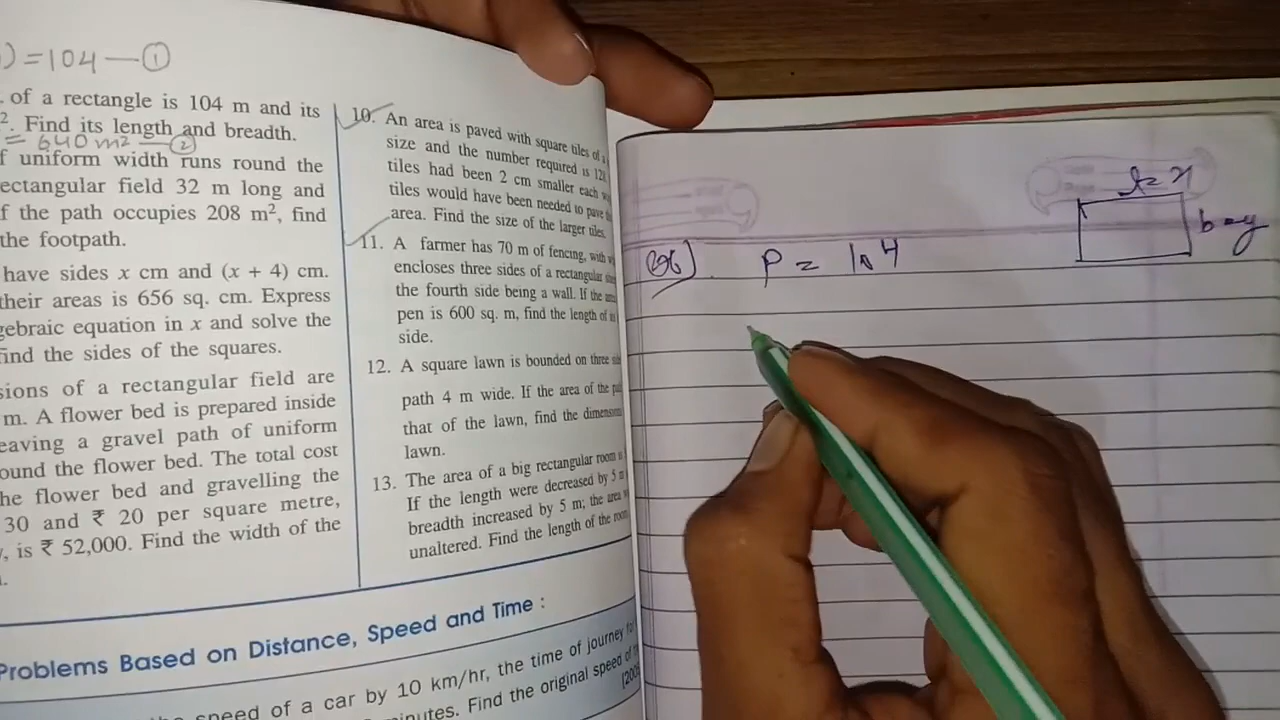 ) = 104 — ①
. of a rectangle is 104 m and its
². Find its length and breadth.
= 640 m² — ②
f uniform width runs round the
ectangular field 32 m long and
f the path occupies 208 m², find
the footpath.
have sides x cm and (x + 4) cm.
their areas is 656 sq. cm. Express
gebraic equation in x and solve the
find the sides of the squares.
sions of a rectangular field are
m. A flower bed is prepared inside
eaving a gravel path of uniform
ound the flower bed. The total cost
he flower bed and gravelling the
30 and ₹ 20 per square metre,
, is ₹ 52,000. Find the width of the
10. An area is paved with square tiles of a
size and the number required is 128
tiles had been 2 cm smaller each
tiles would have been needed to pave
area. Find the size of the larger tiles.
11. A farmer has 70 m of fencing, with
encloses three sides of a rectangular
the fourth side being a wall. If the
pen is 600 sq. m, find the length of
side.
12. A square lawn is bounded on three
path 4 m wide. If the area of the
that of the lawn, find the dimensions
lawn.
13. The area of a big rectangular room
If the length were decreased by 5 m
breadth increased by 5 m; the area
unaltered. Find the length of the room
Problems Based on Distance, Speed and Time :
speed of a car by 10 km/hr, the time of journey
minutes. Find the original speed of
P = 104
l = x
b = y